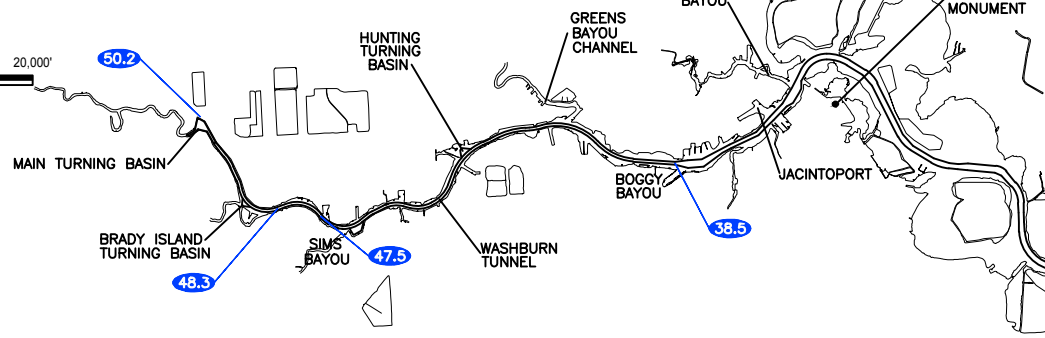 BAYOU
MONUMENT
GREENS
BAYOU
CHANNEL
HUNTING
TURNING
BASIN
50.2
20,000'
MAIN TURNING BASIN
JACINTOPORT
BOGGY
BAYOU
38.5
BRADY ISLAND
TURNING BASIN
SIMS
BAYOU
47.5
WASHBURN
TUNNEL
48.3